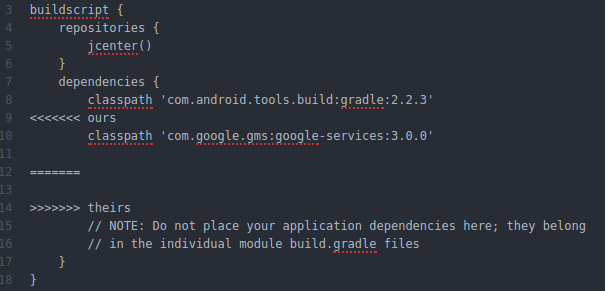 3 buildscript {
4     repositories {
5         jcenter()
6     }
7     dependencies {
8         classpath 'com.android.tools.build:gradle:2.2.3'
9 <<<<<<< ours
10         classpath 'com.google.gms:google-services:3.0.0'
11
12 =======
13
14 >>>>>>> theirs
15         // NOTE: Do not place your application dependencies here; they belong
16         // in the individual module build.gradle files
17     }
18 }